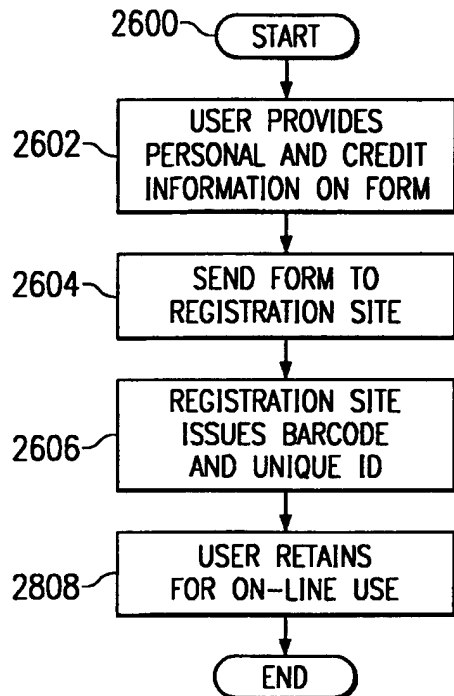 2600
START
2602
USER PROVIDES
PERSONAL AND CREDIT
INFORMATION ON FORM
2604
SEND FORM TO
REGISTRATION SITE
2606
REGISTRATION SITE
ISSUES BARCODE
AND UNIQUE ID
2808
USER RETAINS
FOR ON-LINE USE
END